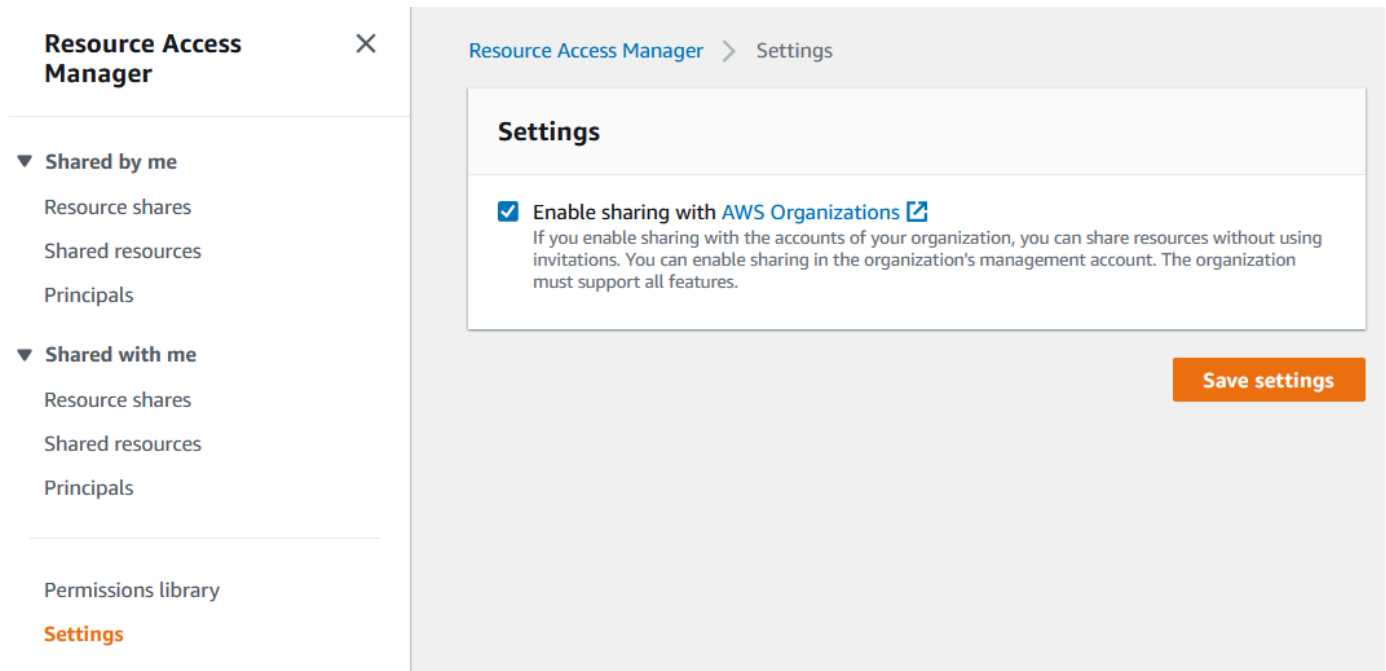 Resource Access
Manager
Shared by me
Resource shares
Shared resources
Principals
Shared with me
Resource shares
Shared resources
Principals
Permissions library
Settings
Resource Access Manager > Settings
Settings
Enable sharing with AWS Organizations
If you enable sharing with the accounts of your organization, you can share resources without using
invitations. You can enable sharing in the organization's management account. The organization
must support all features.
Save settings